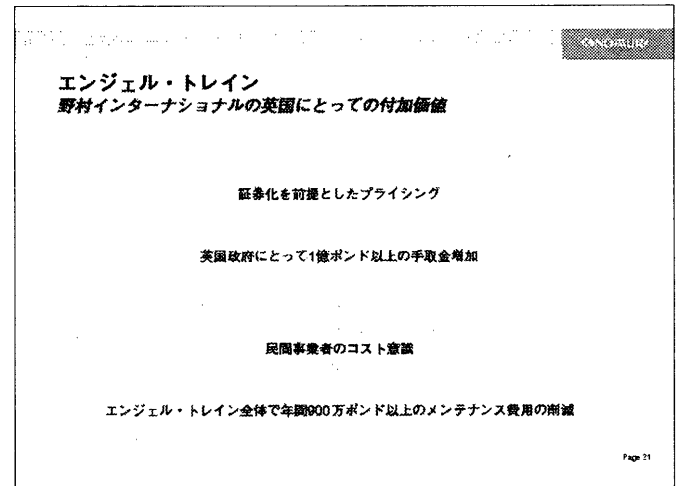 NOMURA
エンジェル・トレイン
野村インターナショナルの英国にとっての付加価値
証券化を前提としたプライシング
英国政府にとって1億ポンド以上の手取金増加
民間事業者のコスト意識
エンジェル・トレイン全体で年間900万ポンド以上のメンテナンス費用の削減
Page 21